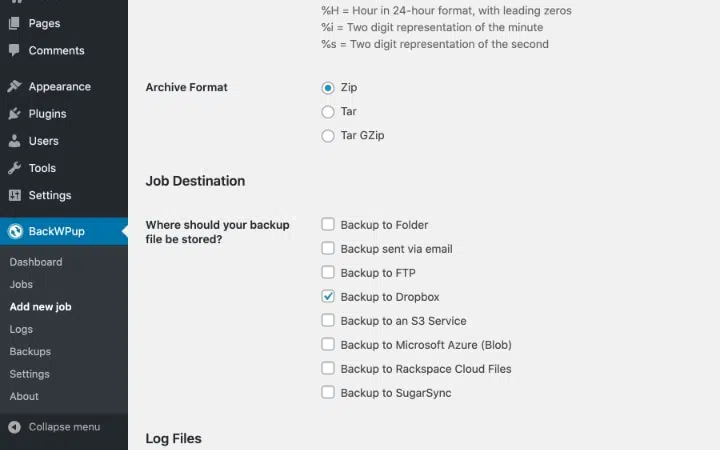 Pages
Comments
Appearance
Plugins
Users
Tools
Settings
BackWPup
Dashboard
Jobs
Add new job
Logs
Backups
Settings
About
Collapse menu
%H = Hour in 24-hour format, with leading zeros
%i = Two digit representation of the minute
%s = Two digit representation of the second
Archive Format
Zip
Tar
Tar GZip
Job Destination
Where should your backup
file be stored?
Backup to Folder
Backup sent via email
Backup to FTP
Backup to Dropbox
Backup to an S3 Service
Backup to Microsoft Azure (Blob)
Backup to Rackspace Cloud Files
Backup to SugarSync
Log Files